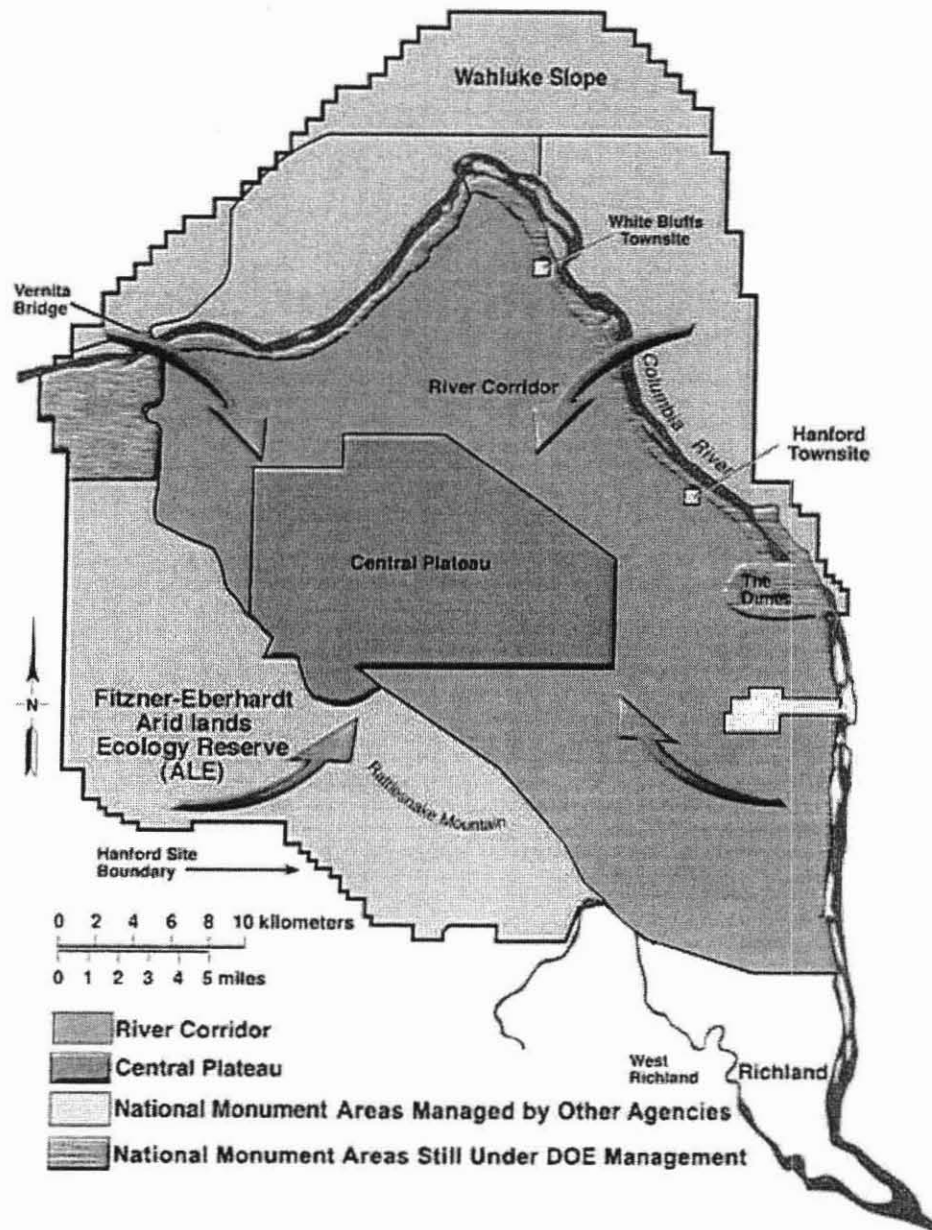 Wahluke Slope
White Bluffs
Townsite
Vernita
Bridge
River Corridor
Columbia River
Hanford
Townsite
Central Plateau
The
Dunes
N
Fitzner-Eberhardt
Arid lands
Ecology Reserve
(ALE)
Rattlesnake Mountain
Hanford Site
Boundary
0 2 4 6 8 10 kilometers
0 1 2 3 4 5 miles
River Corridor
Central Plateau
National Monument Areas Managed by Other Agencies
National Monument Areas Still Under DOE Management
West
Richland
Richland